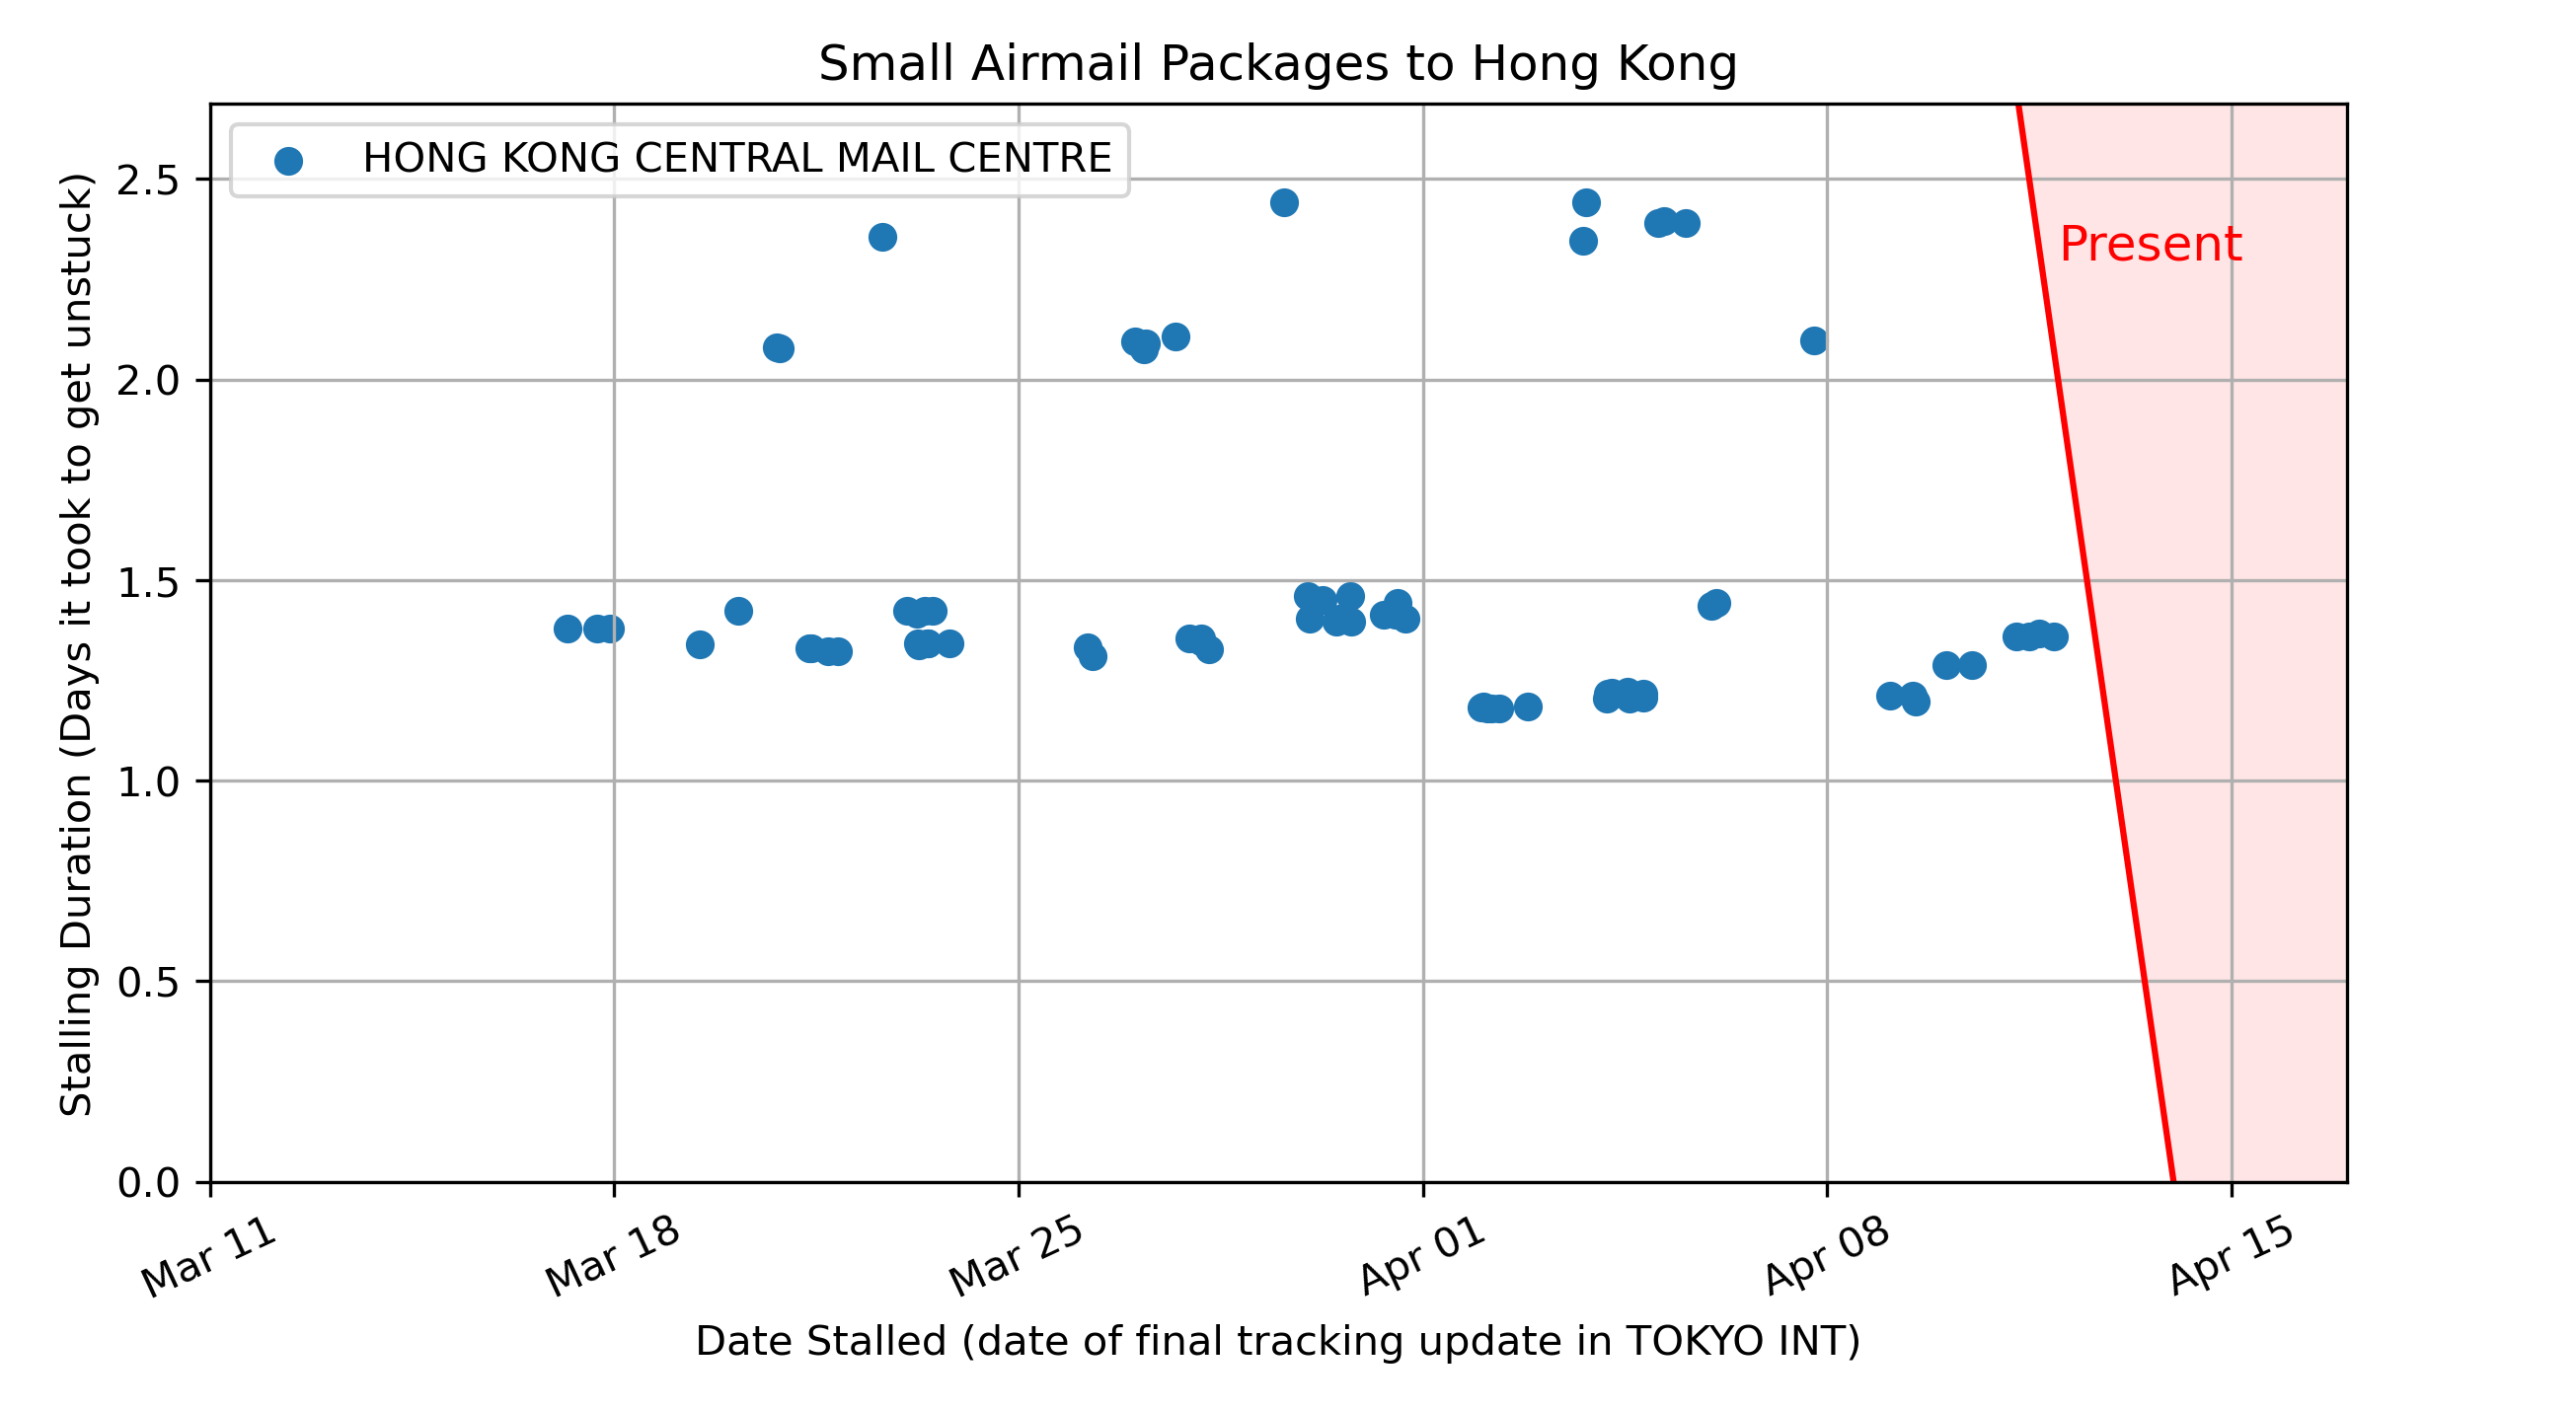 Small Airmail Packages to Hong Kong
HONG KONG CENTRAL MAIL CENTRE
Present
Stalling Duration (Days it took to get unstuck)
2.5
2.0
1.5
1.0
0.5
0.0
Mar 11
Mar 18
Mar 25
Apr 01
Apr 08
Apr 15
Date Stalled (date of final tracking update in TOKYO INT)